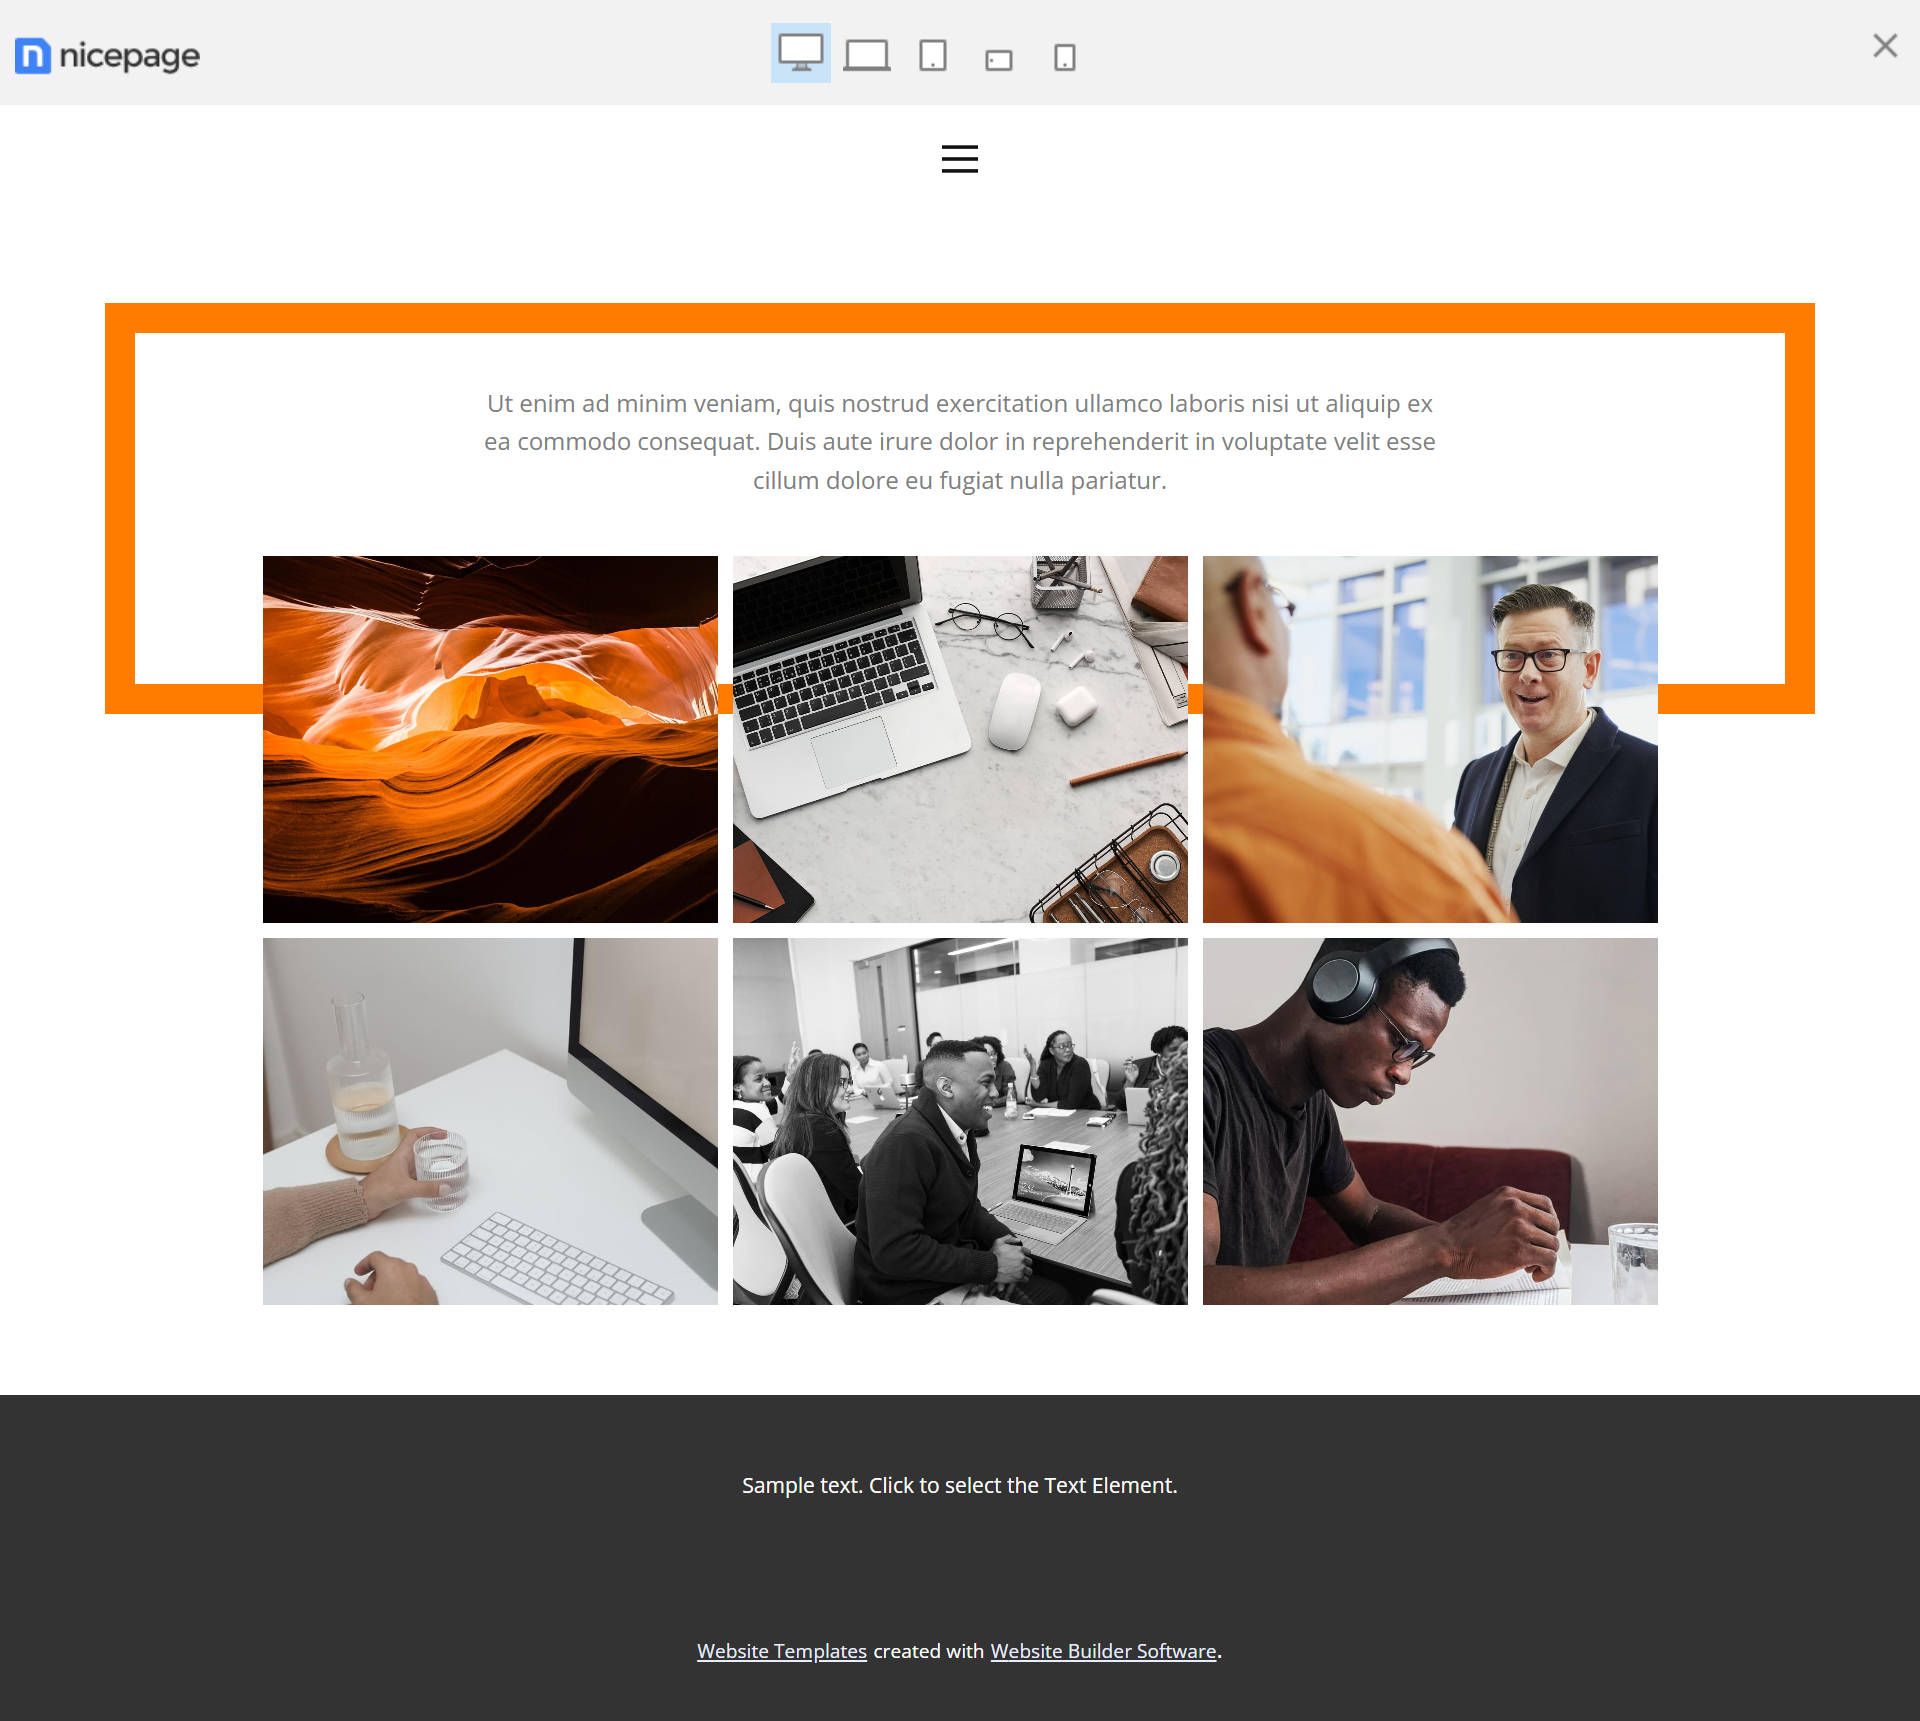 nicepage
Ut enim ad minim veniam, quis nostrud exercitation ullamco laboris nisi ut aliquip ex
ea commodo consequat. Duis aute irure dolor in reprehenderit in voluptate velit esse
cillum dolore eu fugiat nulla pariatur.
Sample text. Click to select the Text Element.
Website Templates created with Website Builder Software.